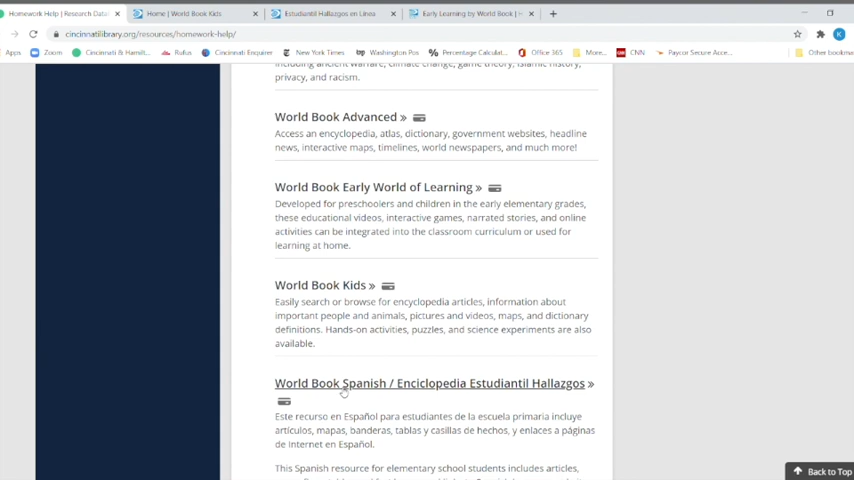 Homework Help | Research Data
Home | World Book Kids
Estudiantil Hallazgos en Línea
Early Learning by World Book | H
cincinnatilibrary.org/resources/homework-help/
K
Apps Zoom Cincinnati & Hamilt... Rufus Cincinnati Enquirer New York Times Washington Pos Percentage Calculat... Office 365 More... CNN Paycor Secure Acce... Other bookma
including ancient warfare, climate change, game theory, Islamic history,
privacy, and racism.
World Book Advanced »
Access an encyclopedia, atlas, dictionary, government websites, headline
news, interactive maps, timelines, world newspapers, and much more!
World Book Early World of Learning »
Developed for preschoolers and children in the early elementary grades,
these educational videos, interactive games, narrated stories, and online
activities can be integrated into the classroom curriculum or used for
learning at home.
World Book Kids »
Easily search or browse for encyclopedia articles, information about
important people and animals, pictures and videos, maps, and dictionary
definitions. Hands-on activities, puzzles, and science experiments are also
available.
World Book Spanish / Enciclopedia Estudiantil Hallazgos »
Este recurso en Español para estudiantes de la escuela primaria incluye
artículos, mapas, banderas, tablas y casillas de hechos, y enlaces a páginas
de Internet en Español.
This Spanish resource for elementary school students includes articles,
Back to Top